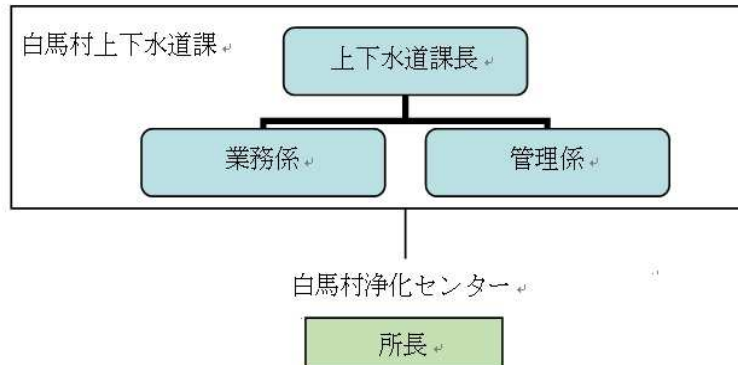 白馬村上下水道課
上下水道課長
業務係
管理係
白馬村浄化センター
所長